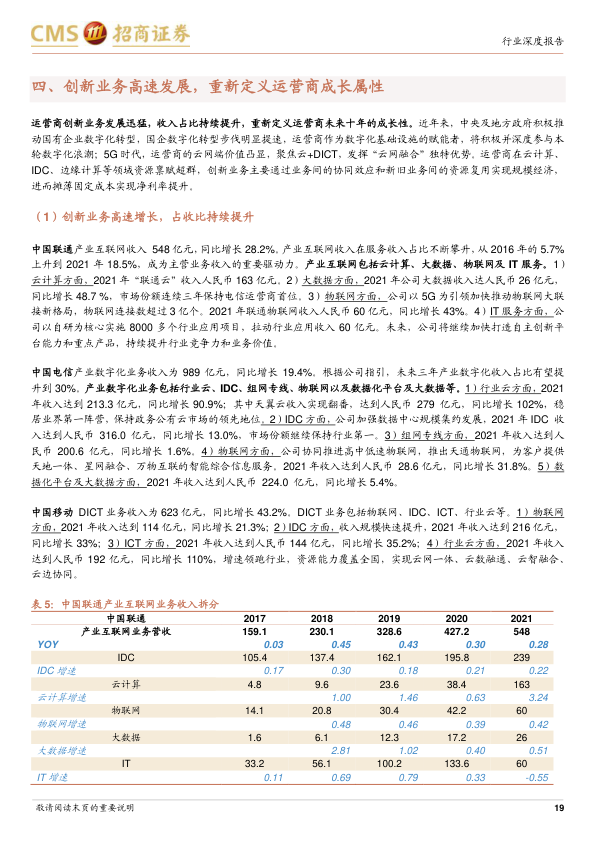 CMS 招商证券
行业深度报告
四、创新业务高速发展，重新定义运营商成长属性
运营商创新业务发展迅猛，收入占比持续提升，重新定义运营商未来十年的成长性。近年来，中央及地方政府积极推
动国有企业数字化转型，国企数字化转型步伐明显提速，运营商作为数字化基础设施的赋能者，将积极并深度参与本
轮数字化浪潮；5G 时代，运营商的云网端价值凸显，聚焦云+DICT，发挥“云网融合”独特优势。运营商在云计算、
IDC、边缘计算等领域资源禀赋超群，创新业务主要通过业务间的协同效应和新旧业务间的资源复用实现规模经济，
进而摊薄固定成本实现净利率提升。
（1）创新业务高速增长，占收比持续提升
中国联通产业互联网收入 548 亿元，同比增长 28.2%。产业互联网收入在服务收入占比不断攀升，从 2016 年的 5.7%
上升到 2021 年 18.5%，成为主营业务收入的重要驱动力。产业互联网包括云计算、大数据、物联网及 IT 服务。1）
云计算方面，2021 年“联通云”收入人民币 163 亿元。2）大数据方面，2021 年公司大数据收入达人民币 26 亿元，
同比增长 48.7 %，市场份额连续三年保持电信运营商首位。3）物联网方面，公司以 5G 为引领加快推动物联网大联
接新格局，物联网连接数超过 3 亿个。2021 年联通物联网收入人民币 60 亿元，同比增长 43%。4）IT 服务方面，公
司以自研为核心实施 8000 多个行业应用项目，拉动行业应用收入 60 亿元。未来，公司将继续加快打造自主创新平
台能力和重点产品，持续提升行业竞争力和业务价值。
中国电信产业数字化业务收入为 989 亿元，同比增长 19.4%。根据公司指引，未来三年产业数字化收入占比有望提
升到 30%。产业数字化业务包括行业云、IDC、组网专线、物联网以及数据化平台及大数据等。1）行业云方面，2021
年收入达到 213.3 亿元，同比增长 90.9%；其中天翼云收入实现翻番，达到人民币 279 亿元，同比增长 102%，稳
居业界第一阵营，保持政务公有云市场的领先地位。2）IDC 方面，公司加强数据中心规模集约发展，2021 年 IDC 收
入达到人民币 316.0 亿元，同比增长 13.0%，市场份额继续保持行业第一。3）组网专线方面，2021 年收入达到人民
币 200.6 亿元，同比增长 1.6%。4）物联网方面，公司协同推进高中低速物联网，推出天通物联网，为客户提供
天地一体、星网融合、万物互联的智能综合信息服务。2021 年收入达到人民币 28.6 亿元，同比增长 31.8%。5）数
据化平台及大数据方面，2021 年收入达到人民币 224.0 亿元，同比增长 5.4%。
中国移动 DICT 业务收入为 623 亿元，同比增长 43.2%。DICT 业务包括物联网、IDC、ICT，行业云等。1）物联网
方面，2021 年收入达到 114 亿元，同比增长 21.3%；2）IDC 方面，收入规模快速提升，2021 年收入达到 216 亿元，
同比增长 33%；3）ICT 方面，2021 年收入达到人民币 144 亿元，同比增长 35.2%；4）行业云方面，2021 年收入
达到人民币 192 亿元，同比增长 110%，增速领跑行业，资源能力覆盖全国，实现云网一体、云数融通、云智融合、
云边协同。
表 5：中国联通产业互联网业务收入拆分
中国联通 2017 2018 2019 2020 2021
产业互联网业务营收 159.1 230.1 328.6 427.2 548
YOY 0.03 0.45 0.43 0.30 0.28
IDC 105.4 137.4 162.1 195.8 239
IDC 增速 0.17 0.30 0.18 0.21 0.22
云计算 4.8 9.6 23.6 38.4 163
云计算增速 1.00 1.46 0.63 3.24
物联网 14.1 20.8 30.4 42.2 60
物联网增速 0.48 0.46 0.39 0.42
大数据 1.6 6.1 12.3 17.2 26
大数据增速 2.81 1.02 0.40 0.51
IT 33.2 56.1 100.2 133.6 60
IT 增速 0.11 0.69 0.79 0.33 -0.55
敬请阅读末页的重要说明
19